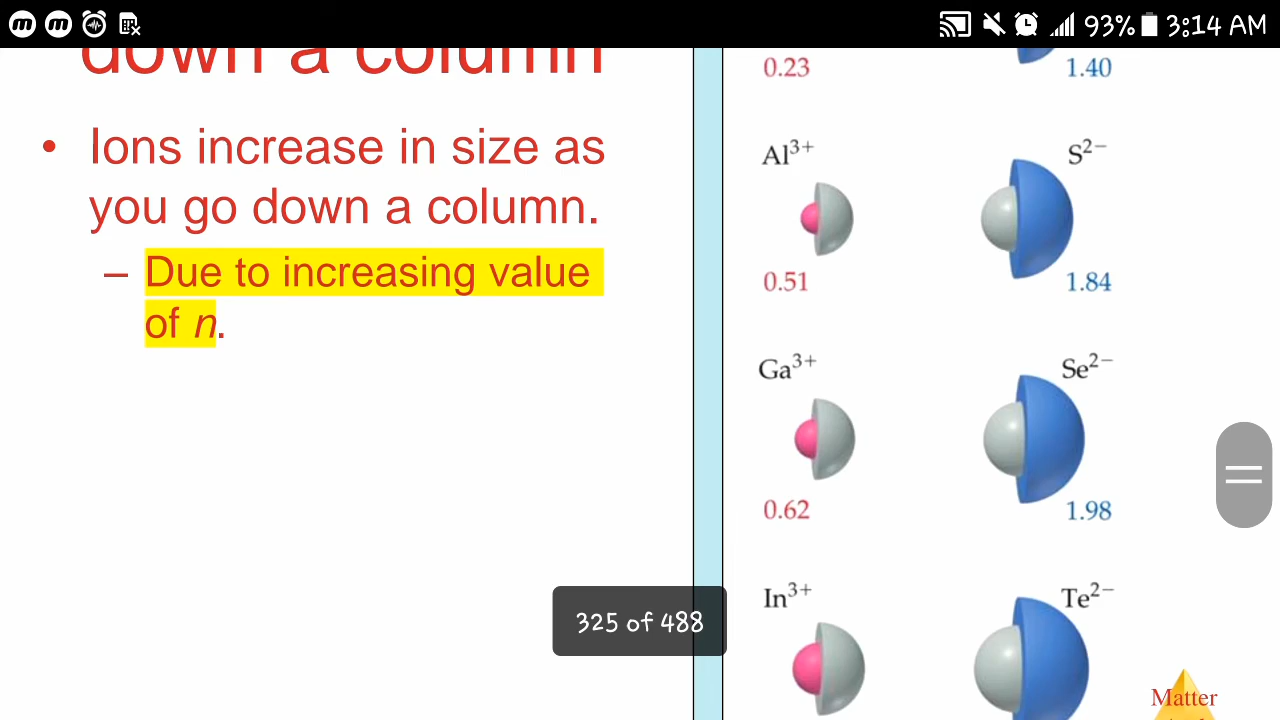 93% 3:14 AM
down a column
• Ions increase in size as
you go down a column.
– Due to increasing value
of n.
0.23 1.40
Al³⁺ S²⁻
0.51 1.84
Ga³⁺ Se²⁻
0.62 1.98
In³⁺ Te²⁻
325 of 488
Matter